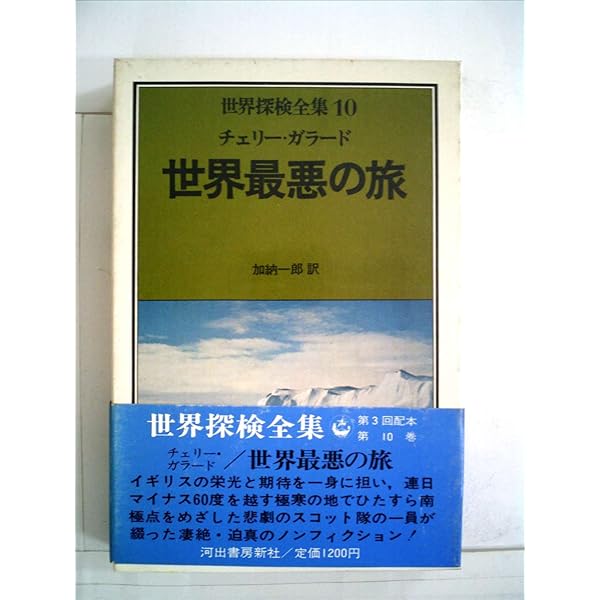 世界探検全集10
チェリー・ガラード
世界最悪の旅
加納一郎 訳
世界探検全集 第3回配本
第 10 巻
チェリー・
ガラード／世界最悪の旅
イギリスの栄光と期待を一身に担い，連日
マイナス60度を越す極寒の地でひたすら南
極点をめざした悲劇のスコット隊の一員が
綴った凄絶・迫真のノンフィクション！
河出書房新社／定価1200円